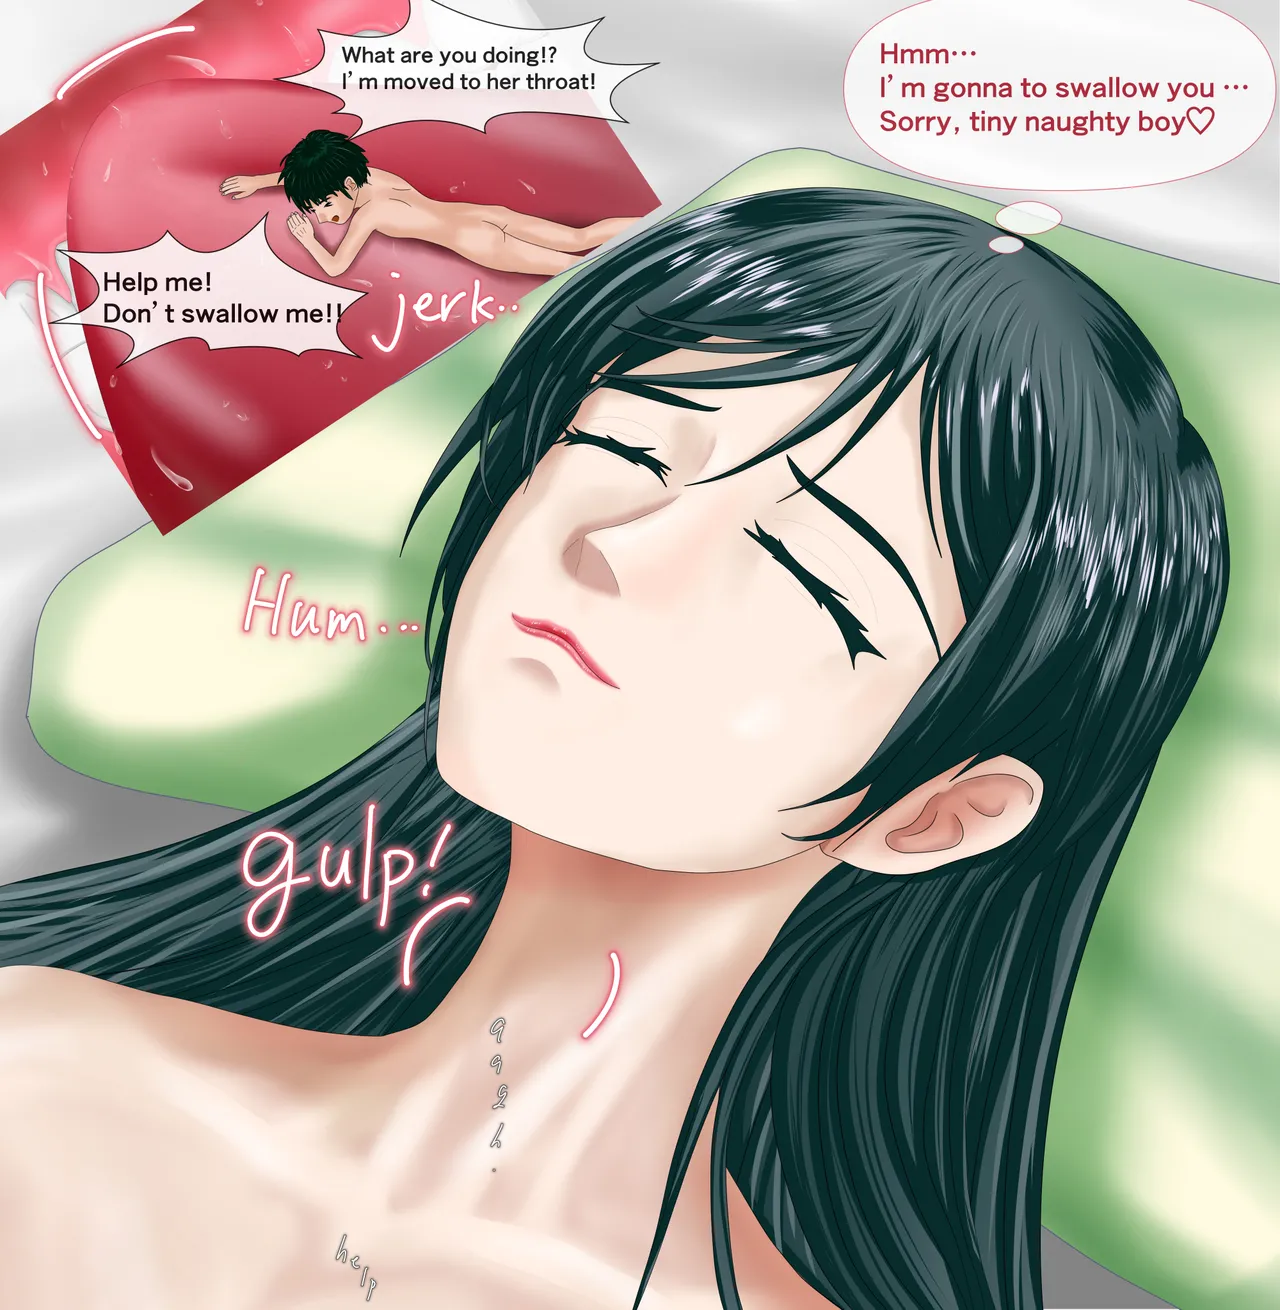 What are you doing!?
I'm moved to her throat!
Hmm…
I'm gonna to swallow you …
Sorry, tiny naughty boy♡
Help me!
Don't swallow me!!
jerk..
Hum...
gulp!
help